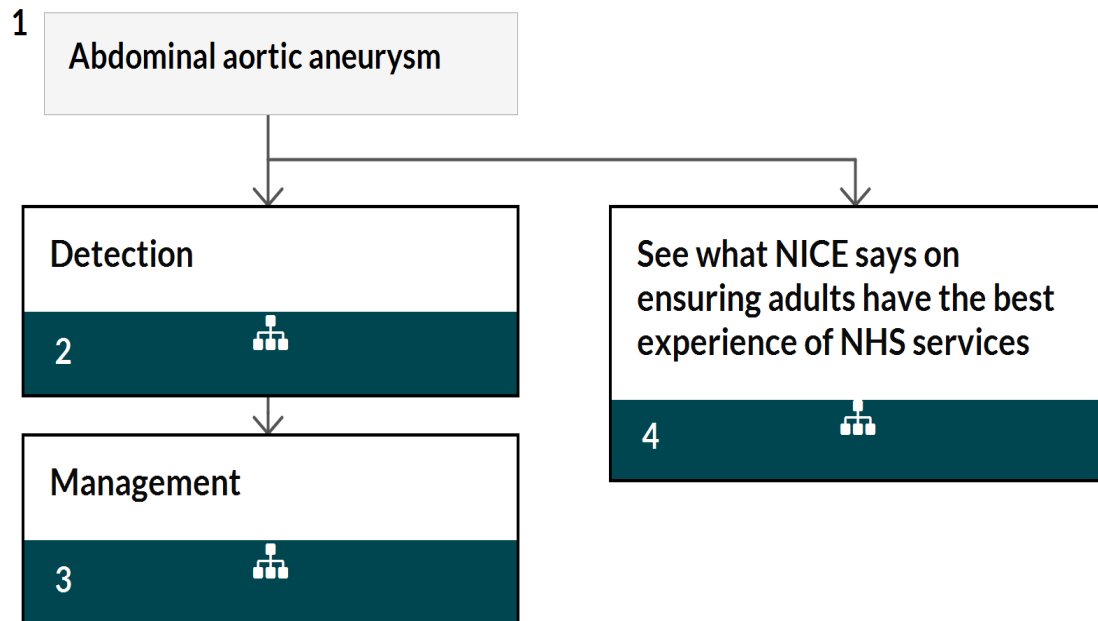 1
Abdominal aortic aneurysm
Detection
2
Management
3
See what NICE says on
ensuring adults have the best
experience of NHS services
4